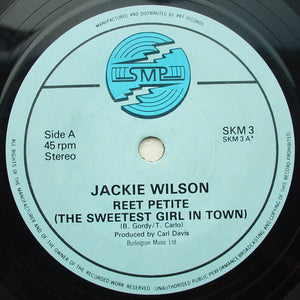 MANUFACTURED AND DISTRIBUTED BY PRT RECORDS
SMP
Side A
45 rpm
Stereo
SKM 3
SKM 3 A*
JACKIE WILSON
REET PETITE
(THE SWEETEST GIRL IN TOWN)
(B. Gordy/T. Carlo)
Produced by Carl Davis
Burlington Music Ltd.
ALL RIGHTS OF THE MANUFACTURER AND OF THE OWNER OF THE RECORDED WORK RESERVED · UNAUTHORISED PUBLIC PERFORMANCE BROADCASTING AND COPYING OF THIS RECORD PROHIBITED